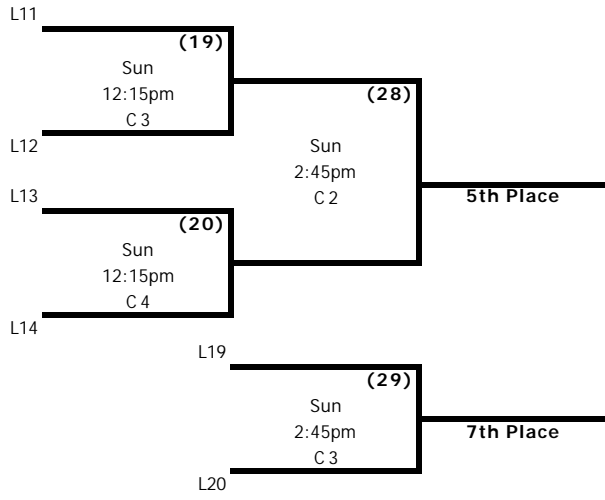 L11
(19)
Sun
12:15pm
C 3
L12
(28)
Sun
2:45pm
C 2
5th Place
L13
(20)
Sun
12:15pm
C 4
L14
L19
(29)
Sun
2:45pm
C 3
7th Place
L20